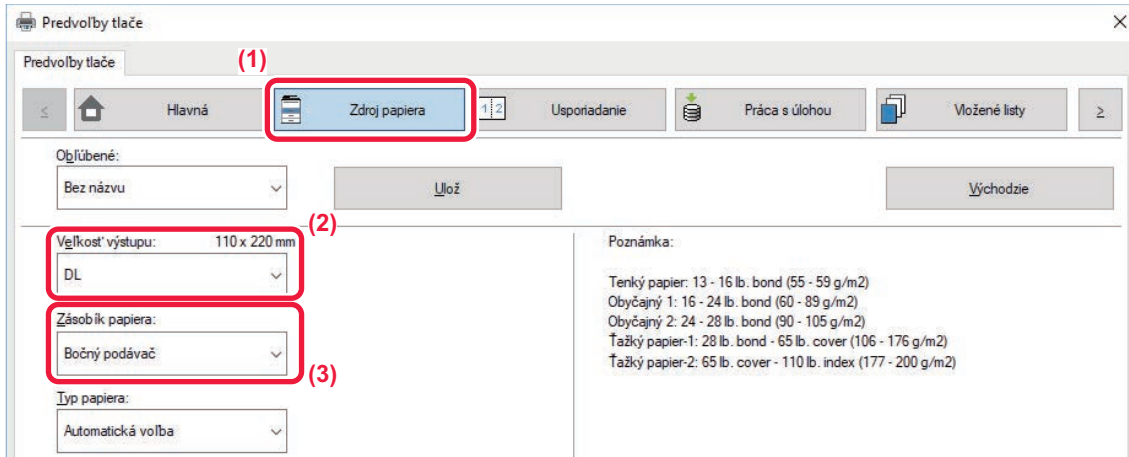 Predvoľby tlače
Predvoľby tlače
(1)
≤ Hlavná Zdroj papiera 1 2 Usporiadanie Práca s úlohou Vložené listy ≥
Obľúbené:
Bez názvu Ulož Východzie
(2)
Veľkosť výstupu: 110 x 220 mm
DL
Zásobík papiera:
Bočný podávač
(3)
Typ papiera:
Automatická voľba
Poznámka:
Tenký papier: 13 - 16 lb. bond (55 - 59 g/m2)
Obyčajný 1: 16 - 24 lb. bond (60 - 89 g/m2)
Obyčajný 2: 24 - 28 lb. bond (90 - 105 g/m2)
Ťažký papier-1: 28 lb. bond - 65 lb. cover (106 - 176 g/m2)
Ťažký papier-2: 65 lb. cover - 110 lb. index (177 - 200 g/m2)